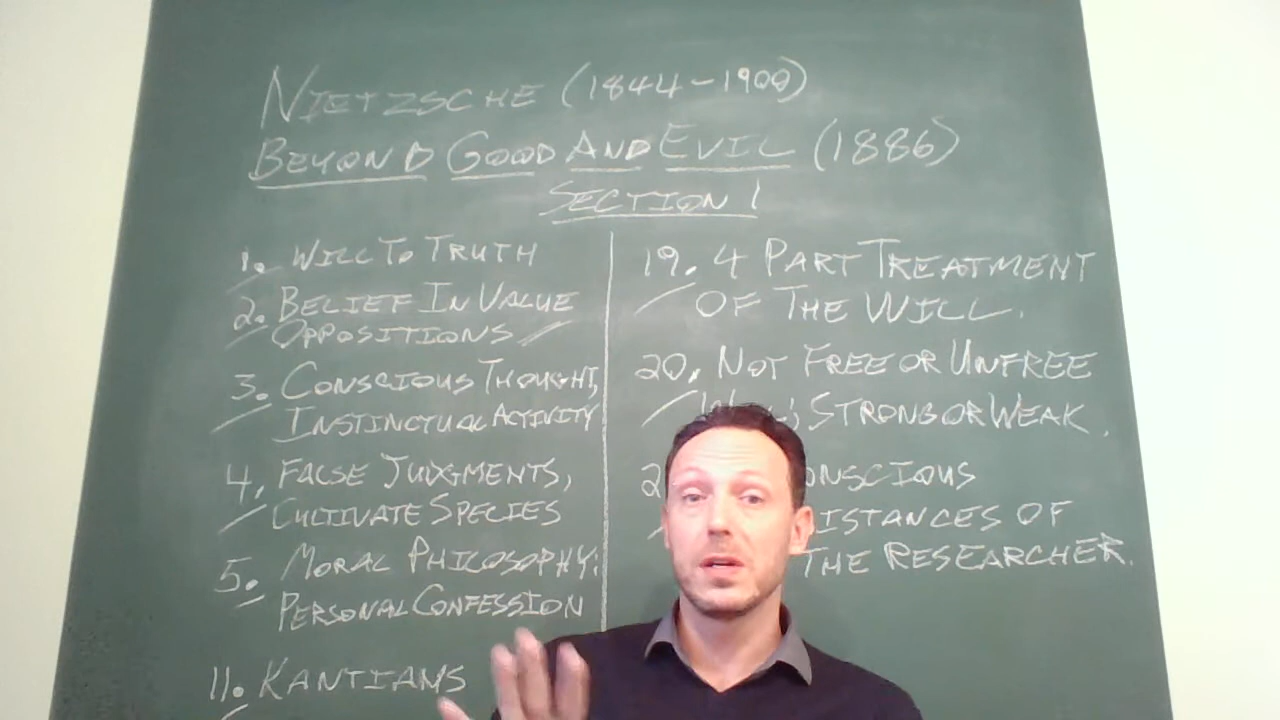 NIETZSCHE (1844-1900)
BEYOND GOOD AND EVIL (1886)
SECTION 1
1. WILL TO TRUTH
2. BELIEF IN VALUE
OPPOSITIONS
3. CONSCIOUS THOUGHT,
INSTINCTUAL ACTIVITY
4. FALSE JUDGMENTS,
CULTIVATE SPECIES
5. MORAL PHILOSOPHY:
PERSONAL CONFESSION
11. KANTIANS
19. 4 PART TREATMENT
OF THE WILL.
20. NOT FREE OR UNFREE
STRONG OR WEAK.
2
OF
THE RESEARCHER.